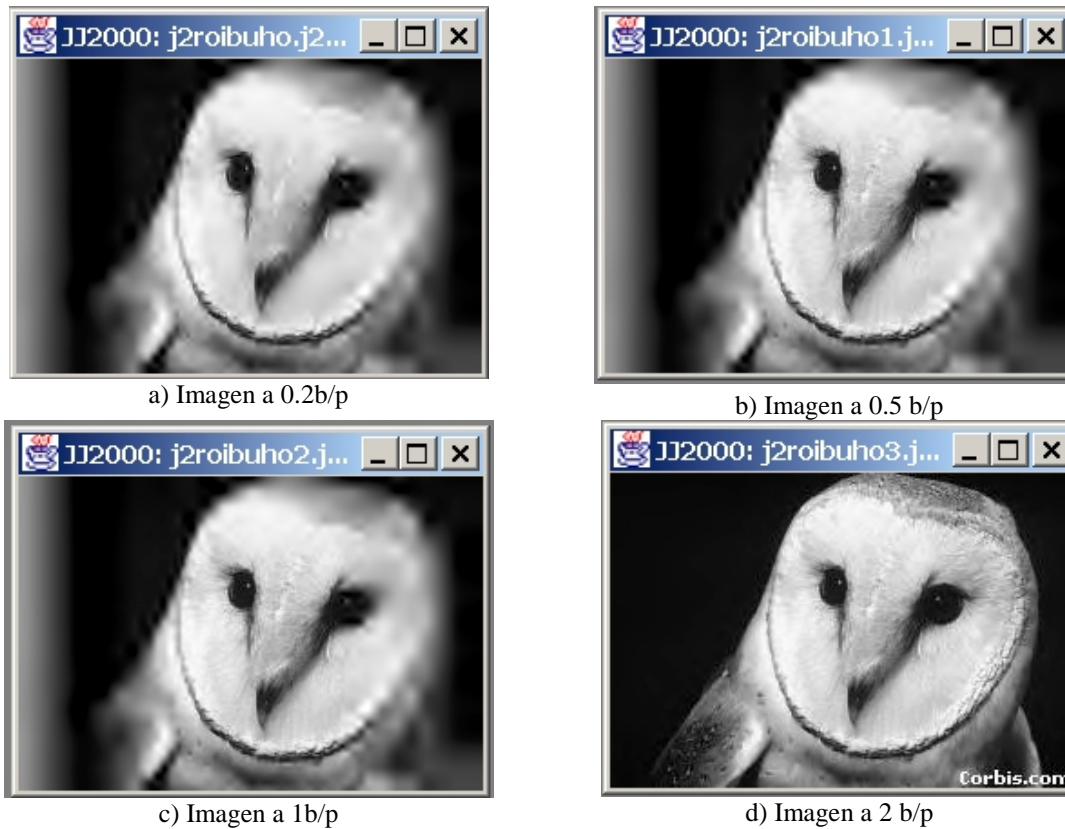 JJ2000: j2roibuho.j2...
JJ2000: j2roibuho1.j...
a) Imagen a 0.2b/p
b) Imagen a 0.5 b/p
JJ2000: j2roibuho2.j...
JJ2000: j2roibuho3.j...
Corbis.com
c) Imagen a 1b/p
d) Imagen a 2 b/p